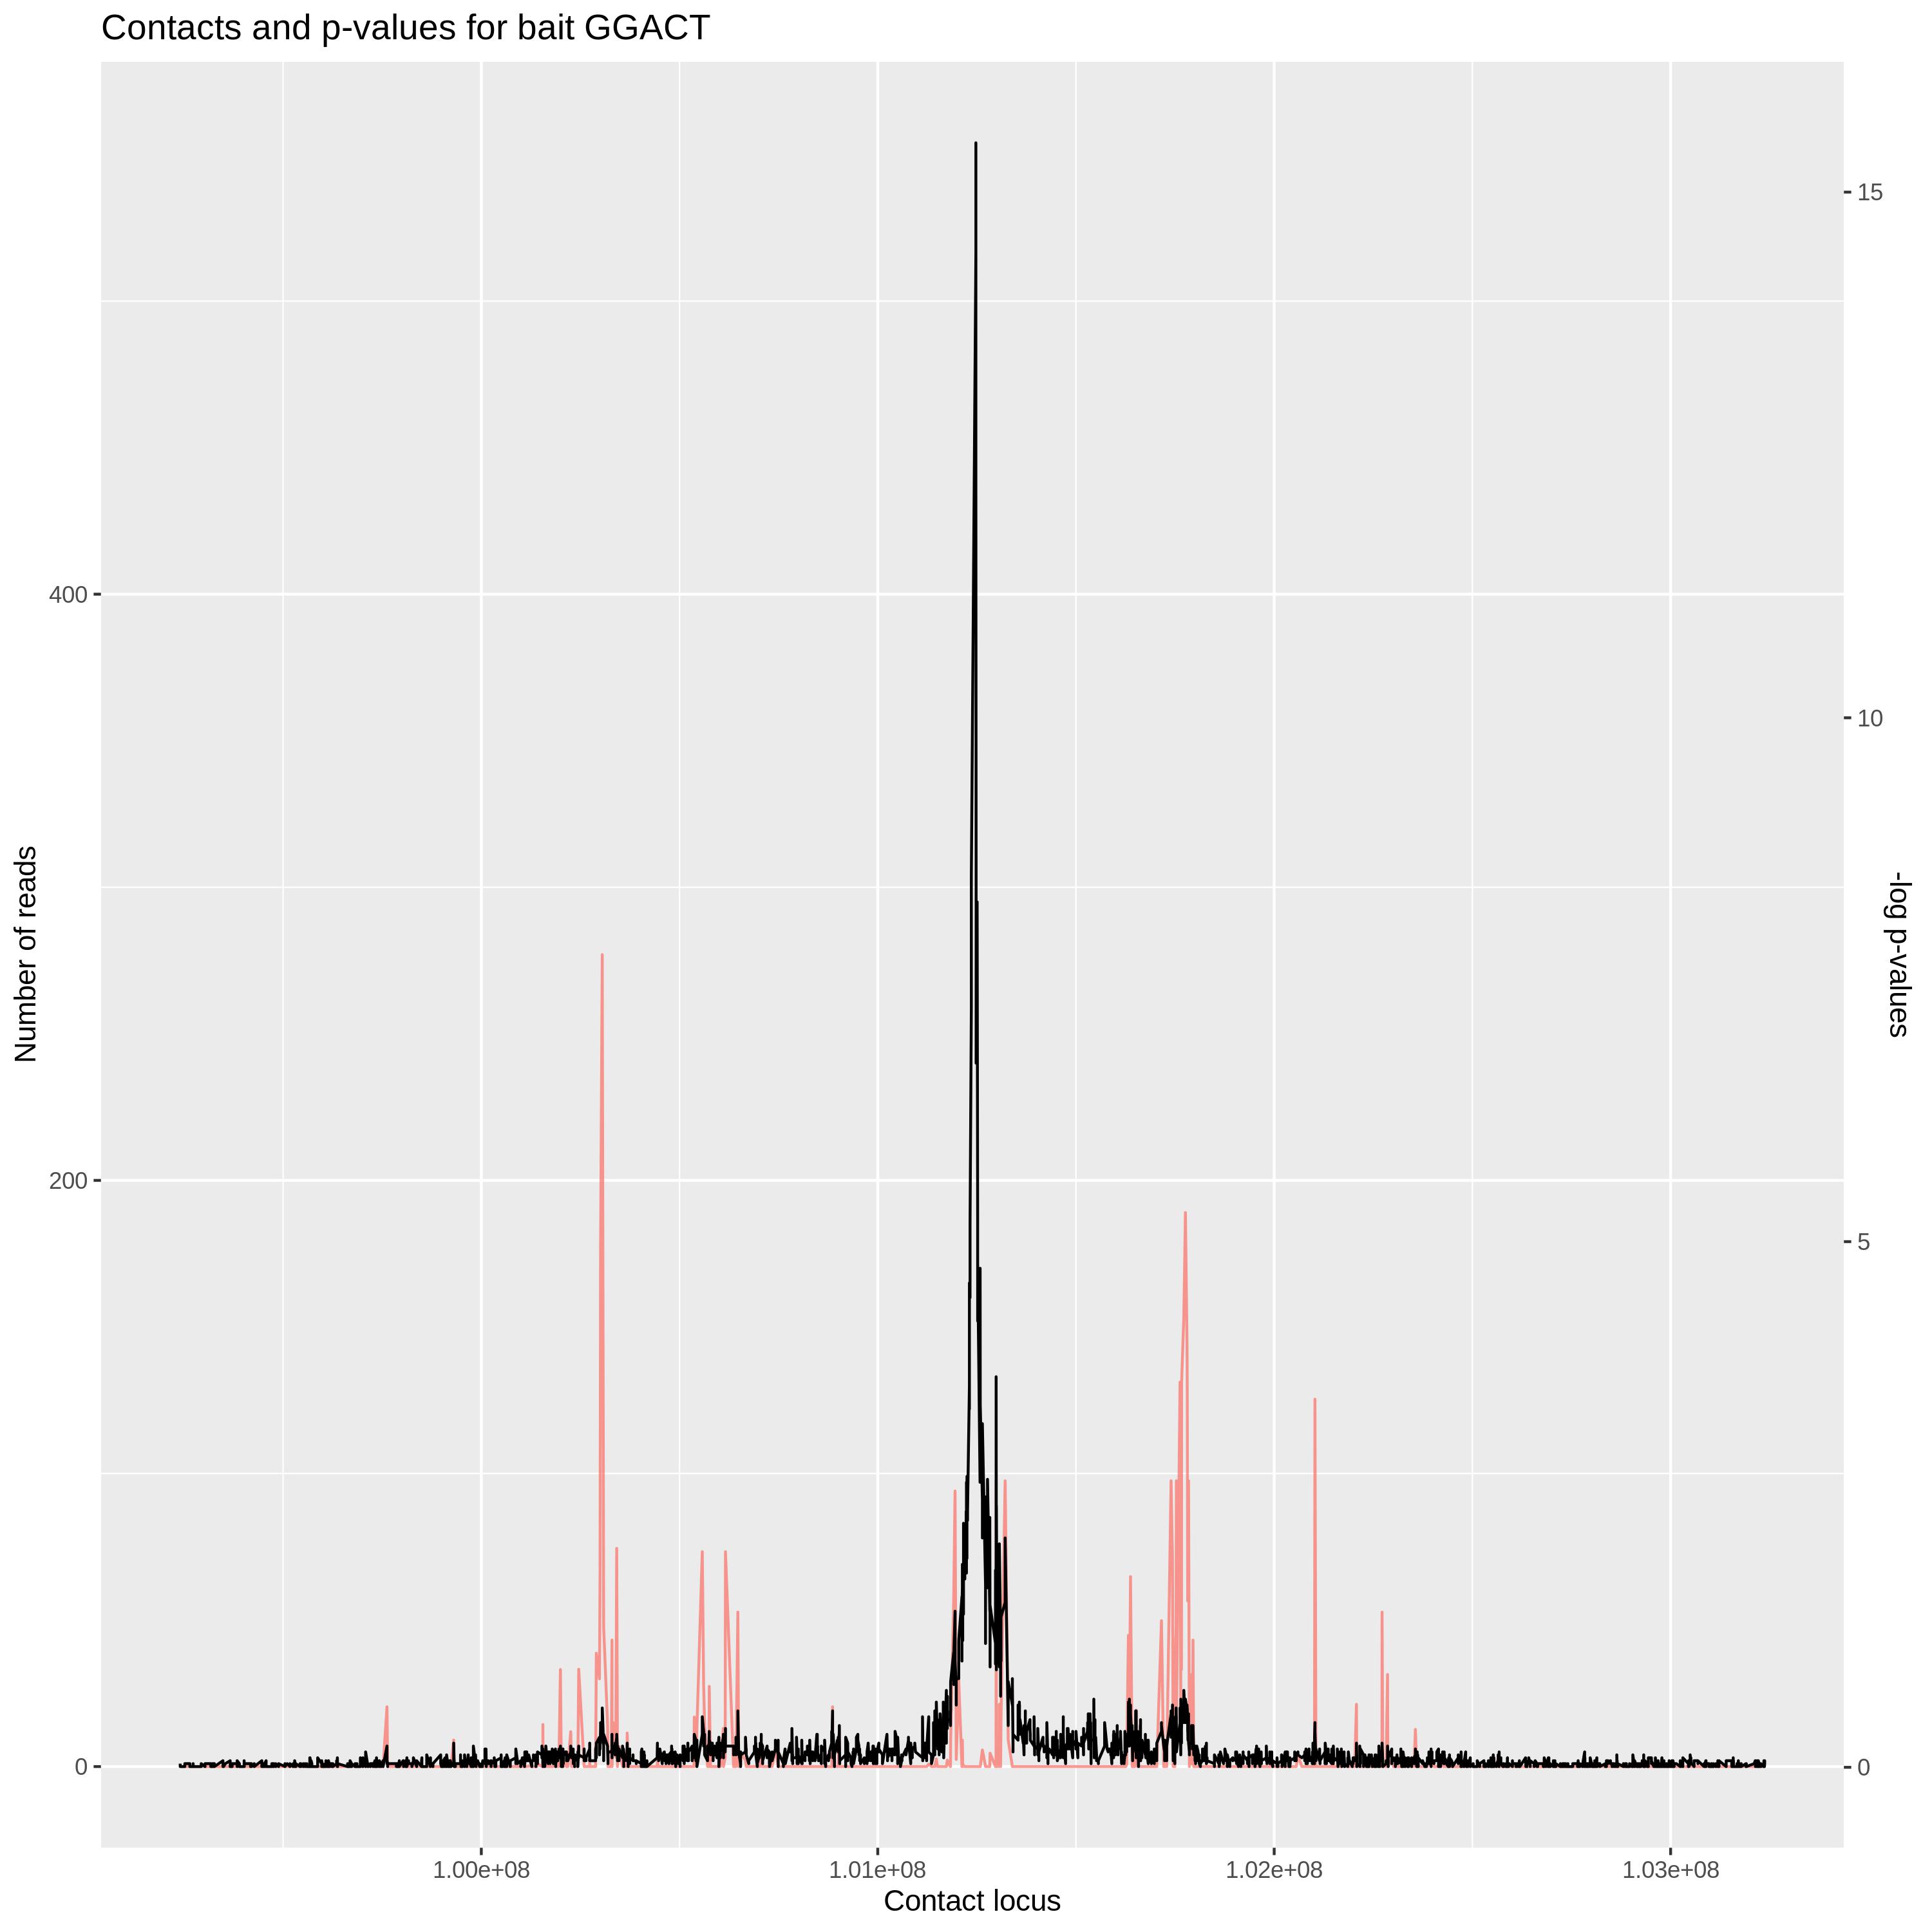 Contacts and p-values for bait GGACT
15
400
10
Number of reads
-log p-values
200
5
0
0
1.00e+08
1.01e+08
1.02e+08
1.03e+08
Contact locus